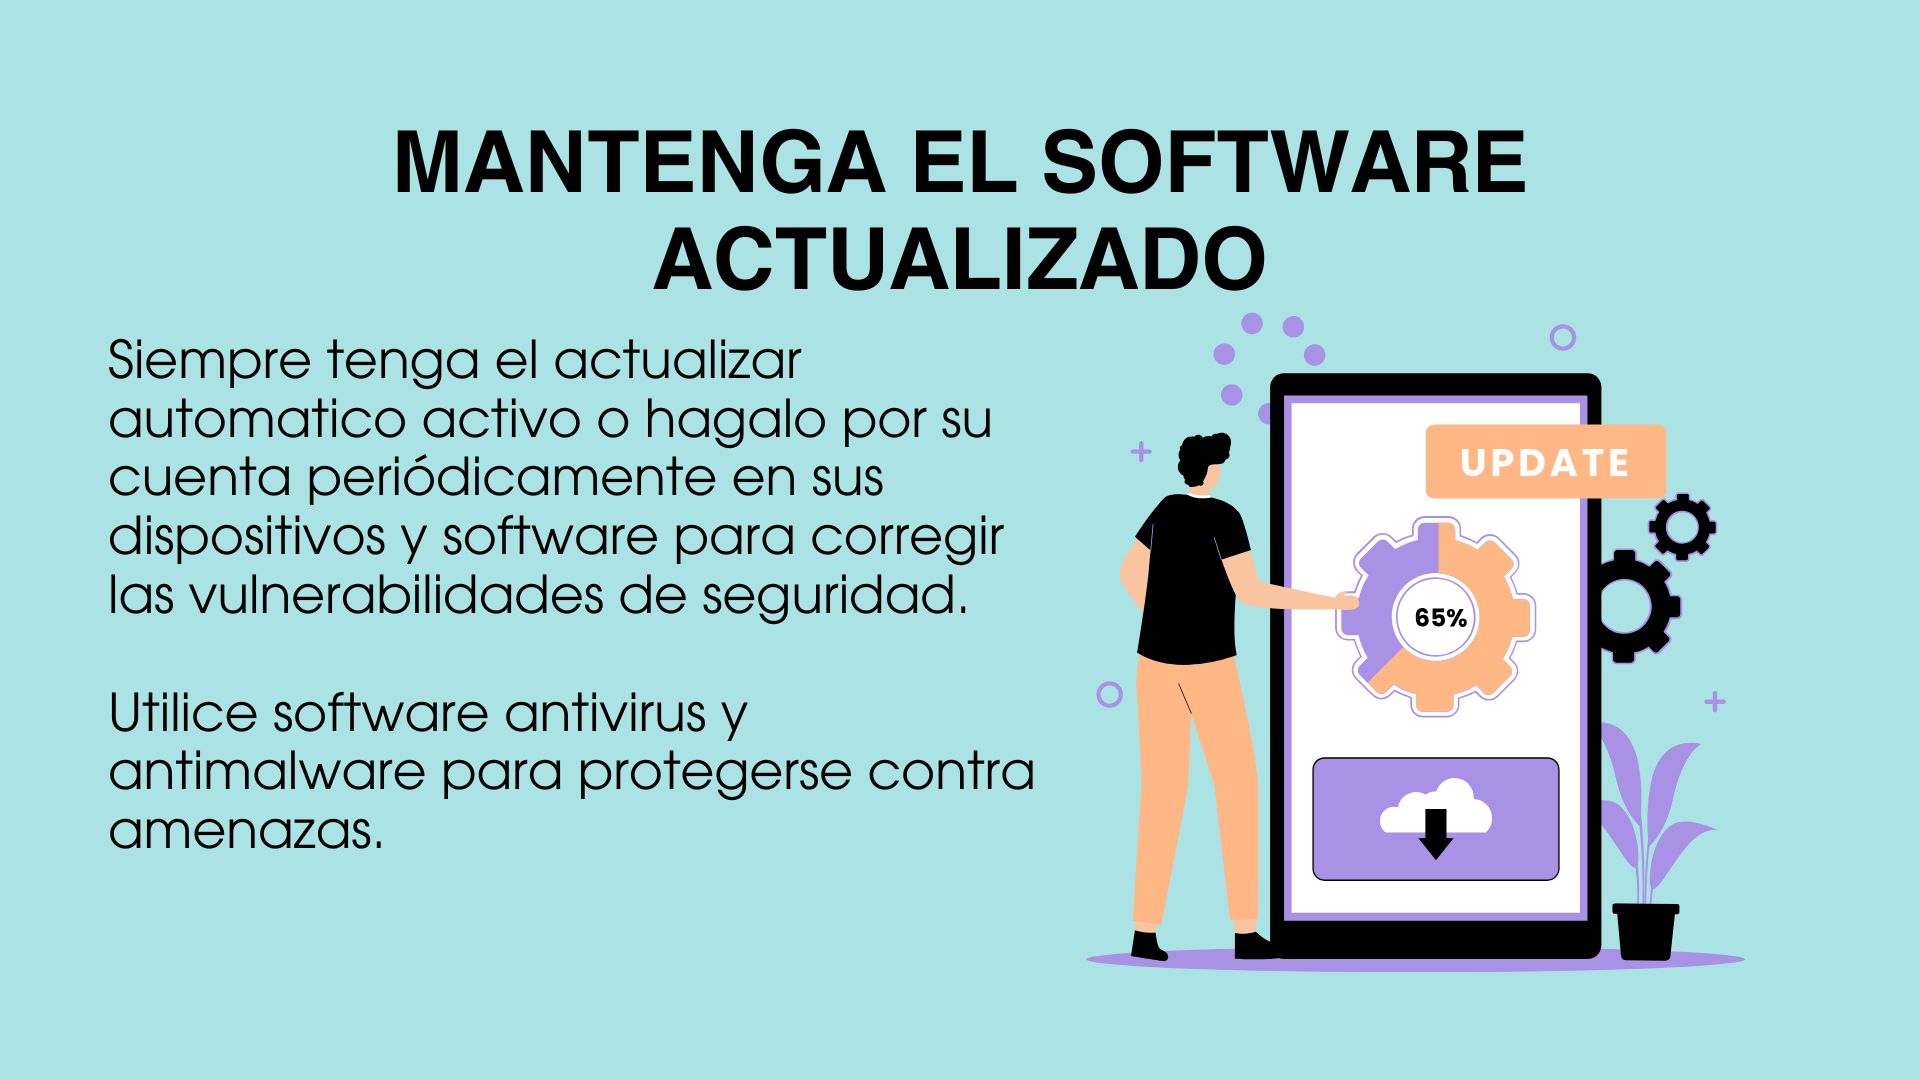 MANTENGA EL SOFTWARE
ACTUALIZADO
Siempre tenga el actualizar
automatico activo o hagalo por su
cuenta periódicamente en sus
dispositivos y software para corregir
las vulnerabilidades de seguridad.
Utilice software antivirus y
antimalware para protegerse contra
amenazas.
UPDATE
65%